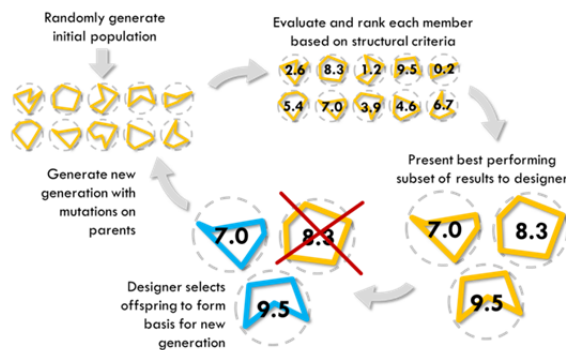 Randomly generate
initial population
Evaluate and rank each member
based on structural criteria
2.6 8.3 1.2 9.5 0.2
5.4 7.0 3.9 4.6 6.7
Present best performing
subset of results to designer
7.0 8.3
9.5
7.0 8.3
9.5
Designer selects
offspring to form
basis for new
generation
Generate new
generation with
mutations on
parents